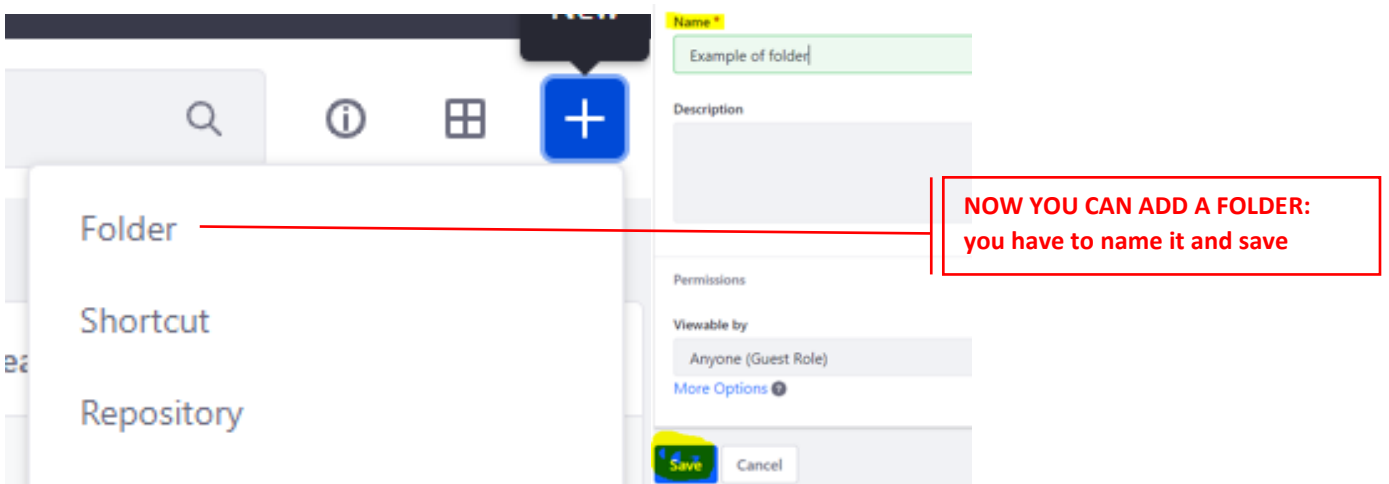 New
Folder
Shortcut
Repository
ea
Name *
Example of folder
Description
Permissions
Viewable by
Anyone (Guest Role)
More Options ?
Save
Cancel
NOW YOU CAN ADD A FOLDER:
you have to name it and save